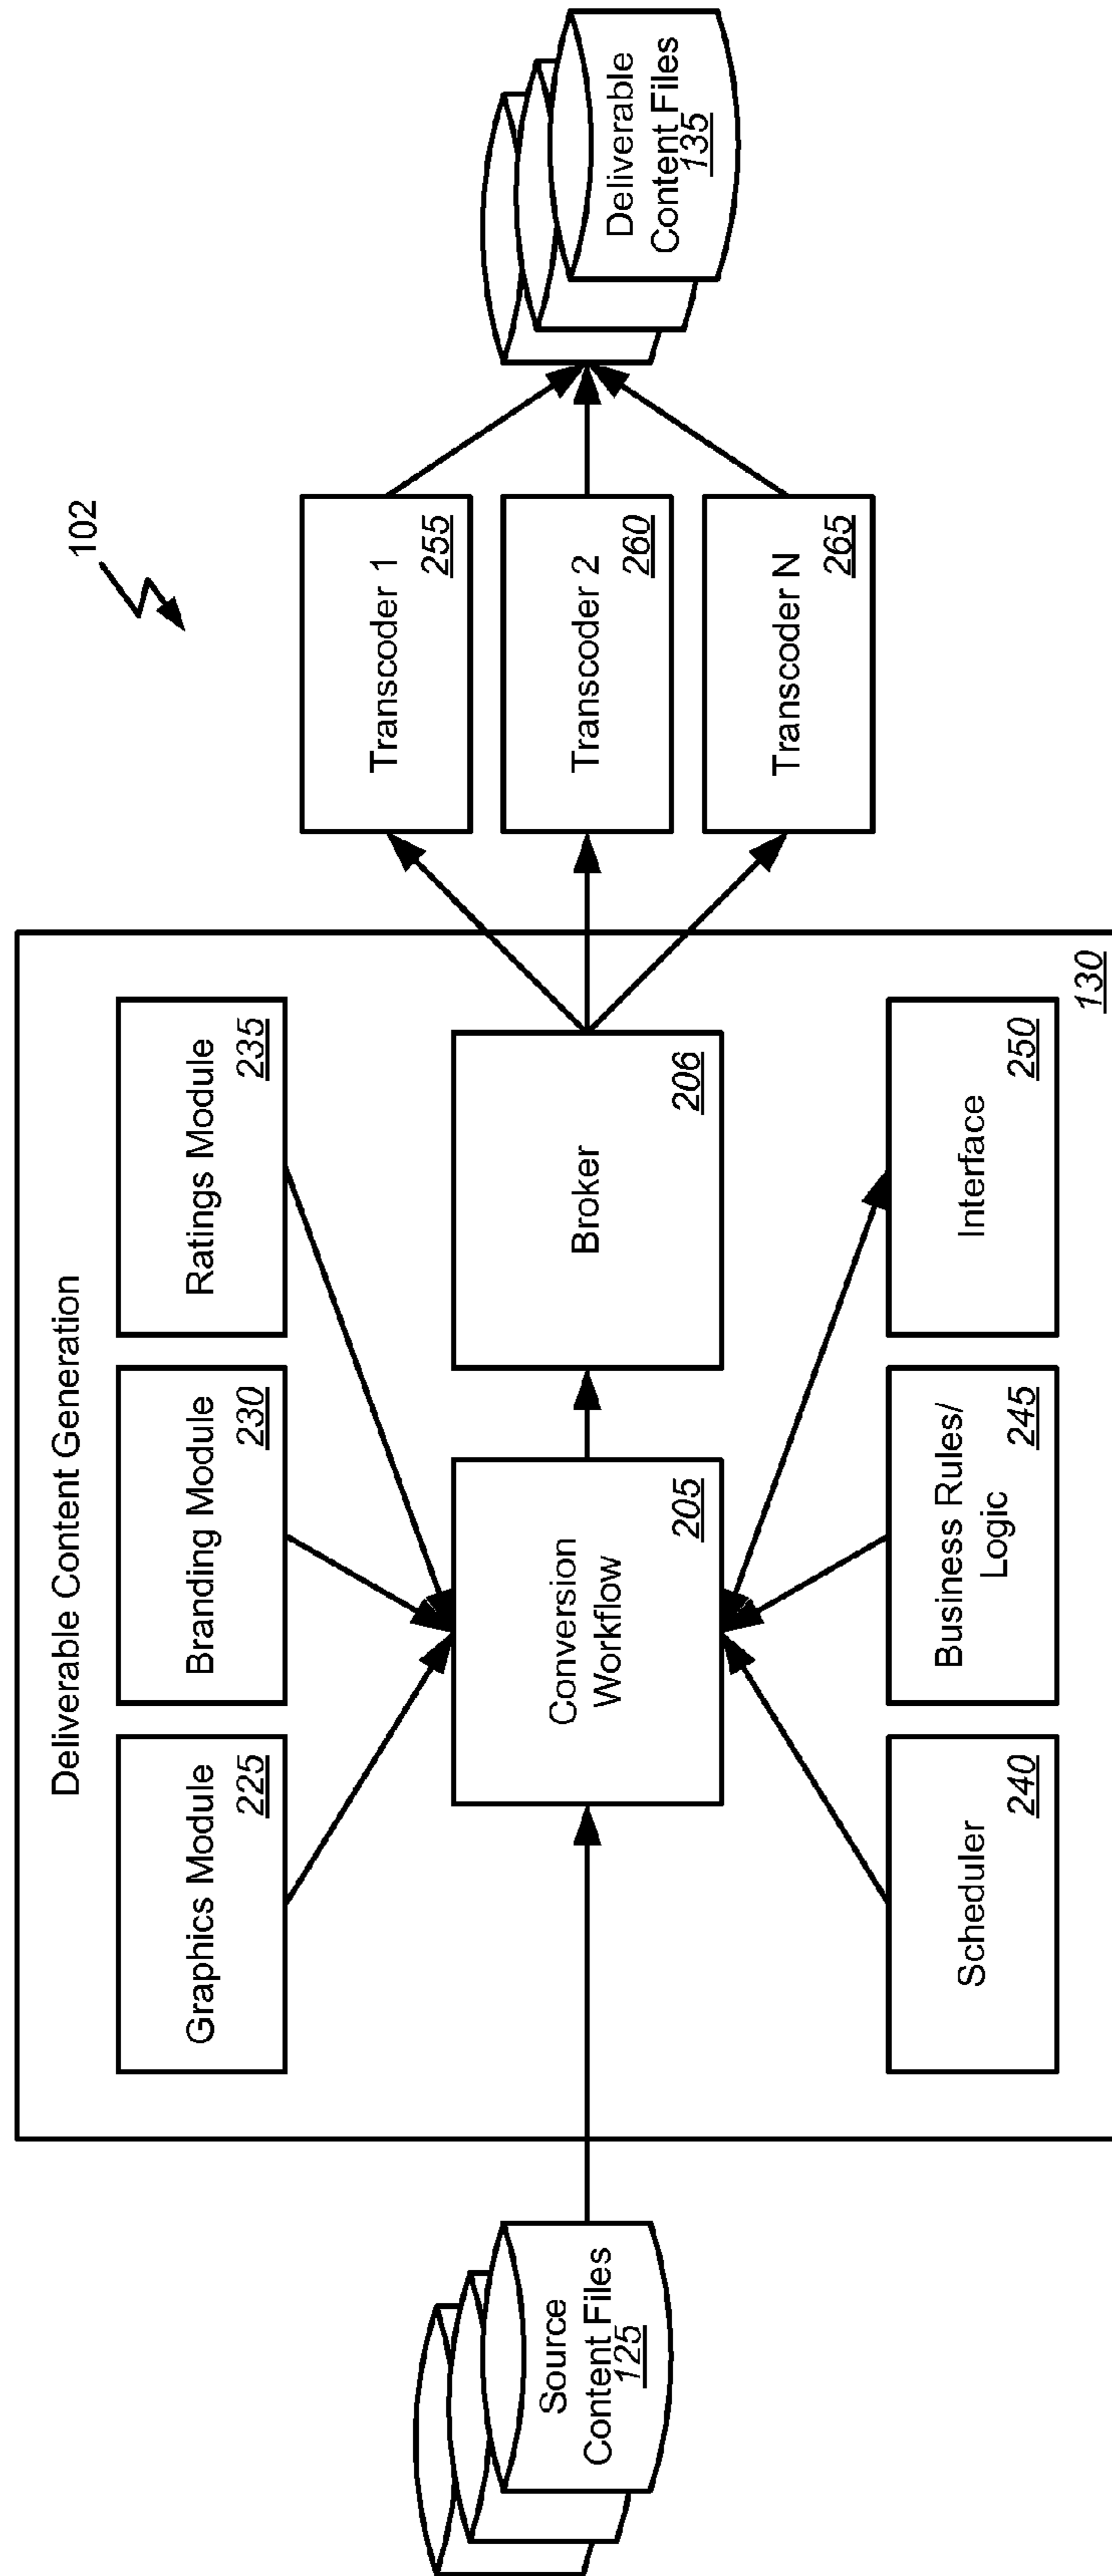 102
Deliverable Content Generation
Graphics Module
225
Branding Module
230
Ratings Module
235
Source
Content Files
125
Conversion
Workflow
205
Broker
206
Transcoder 1
255
Transcoder 2
260
Transcoder N
265
Deliverable
Content Files
135
Scheduler
240
Business Rules/
Logic
245
Interface
250
130